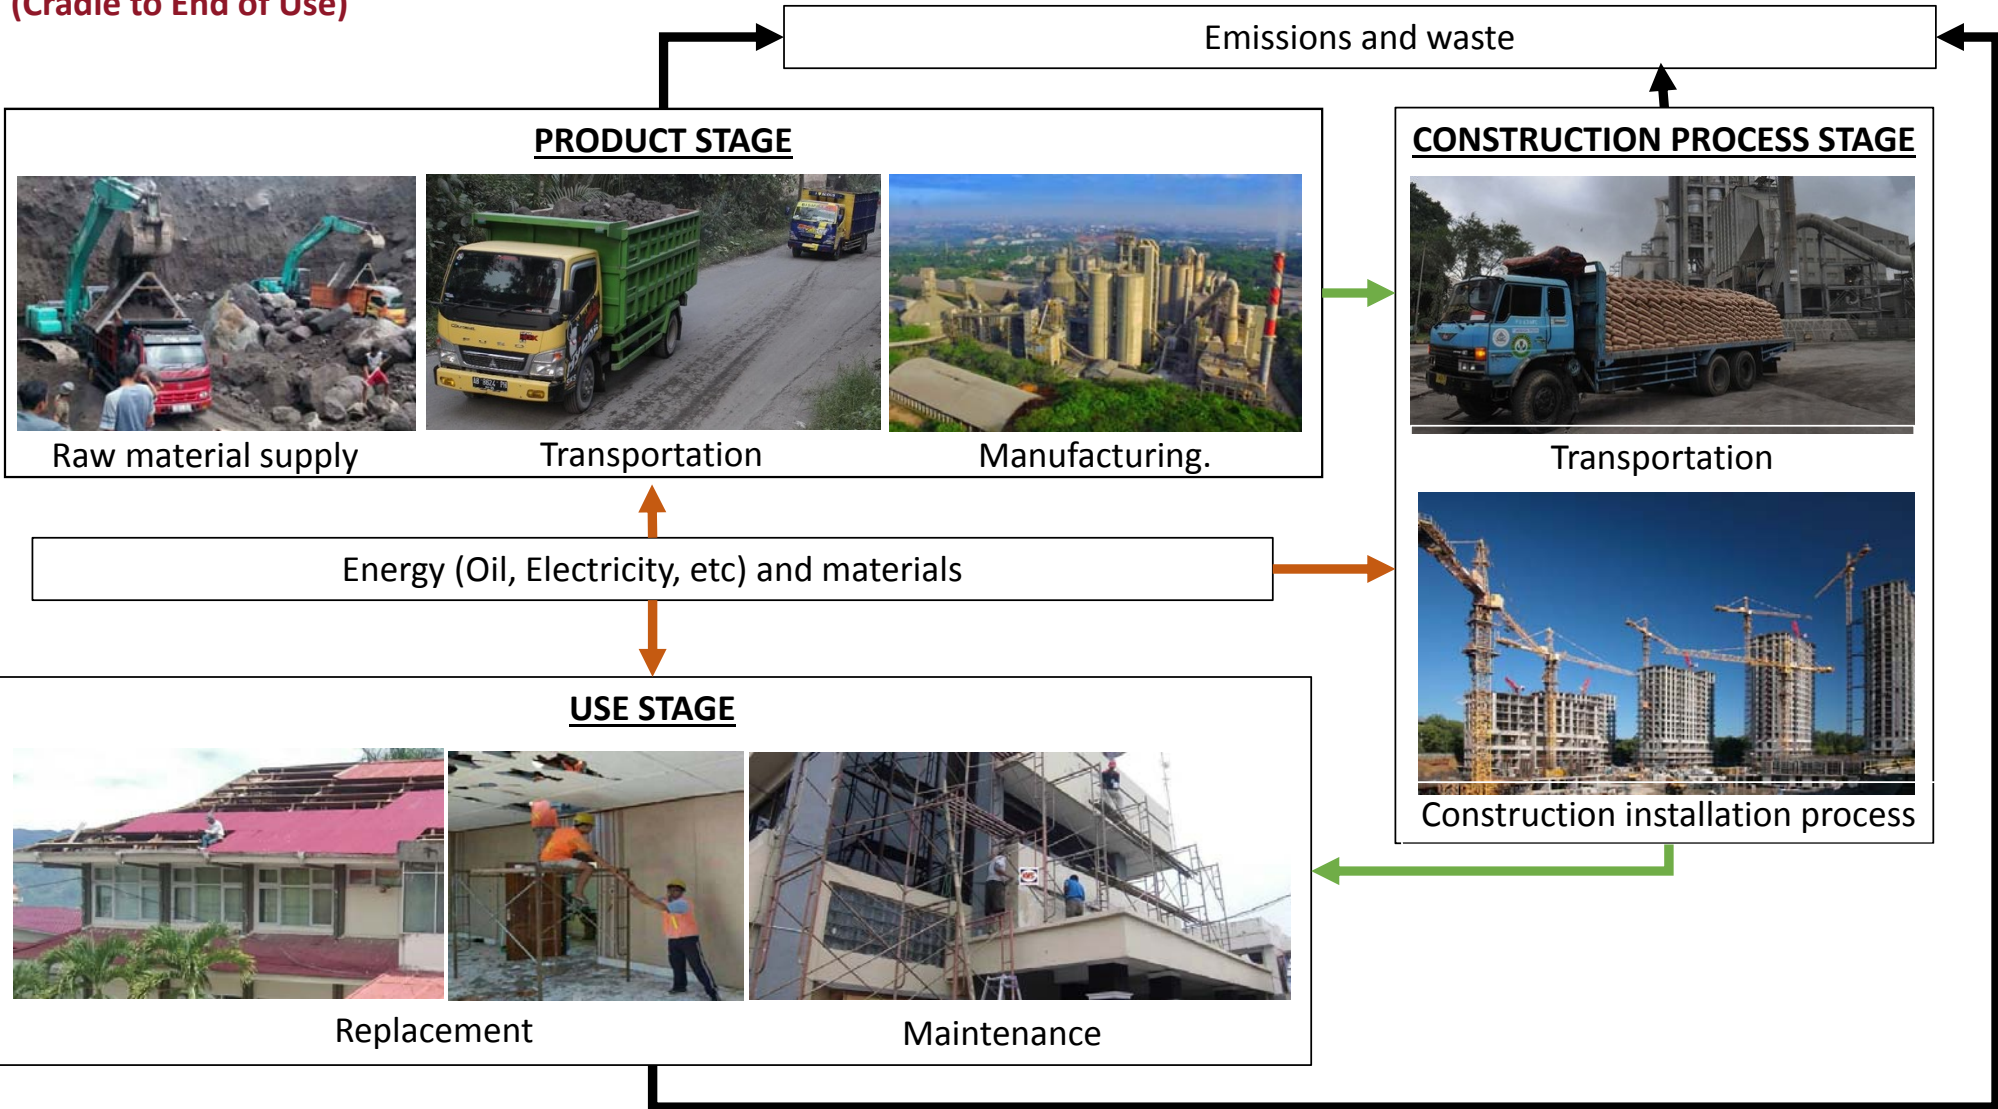 (Cradle to End of Use)
Emissions and waste
PRODUCT STAGE
Raw material supply
Transportation
Manufacturing.
CONSTRUCTION PROCESS STAGE
Transportation
Construction installation process
Energy (Oil, Electricity, etc) and materials
USE STAGE
Replacement
Maintenance